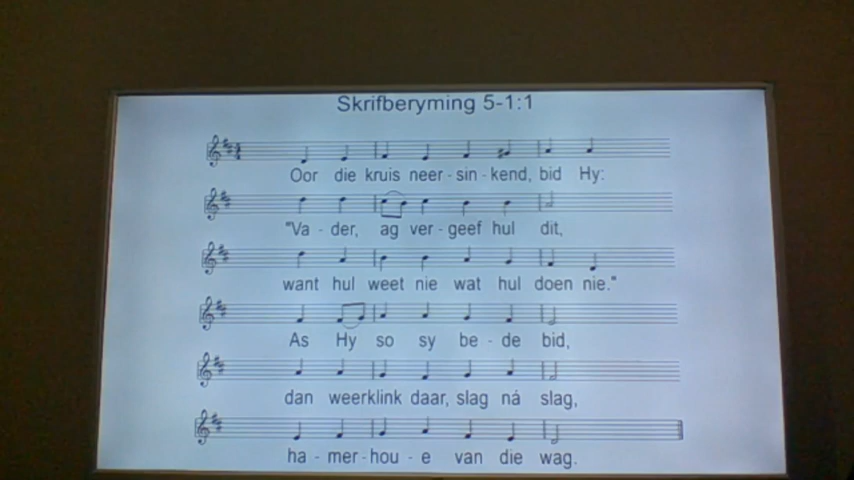 Skrifberyming 5-1:1
Oor die kruis neer-sin-kend, bid Hy:
"Va-der, ag ver-geef hul dit,
want hul weet nie wat hul doen nie."
As Hy so sy be-de bid,
dan weerklink daar, slag ná slag,
ha-mer-hou-e van die wag.